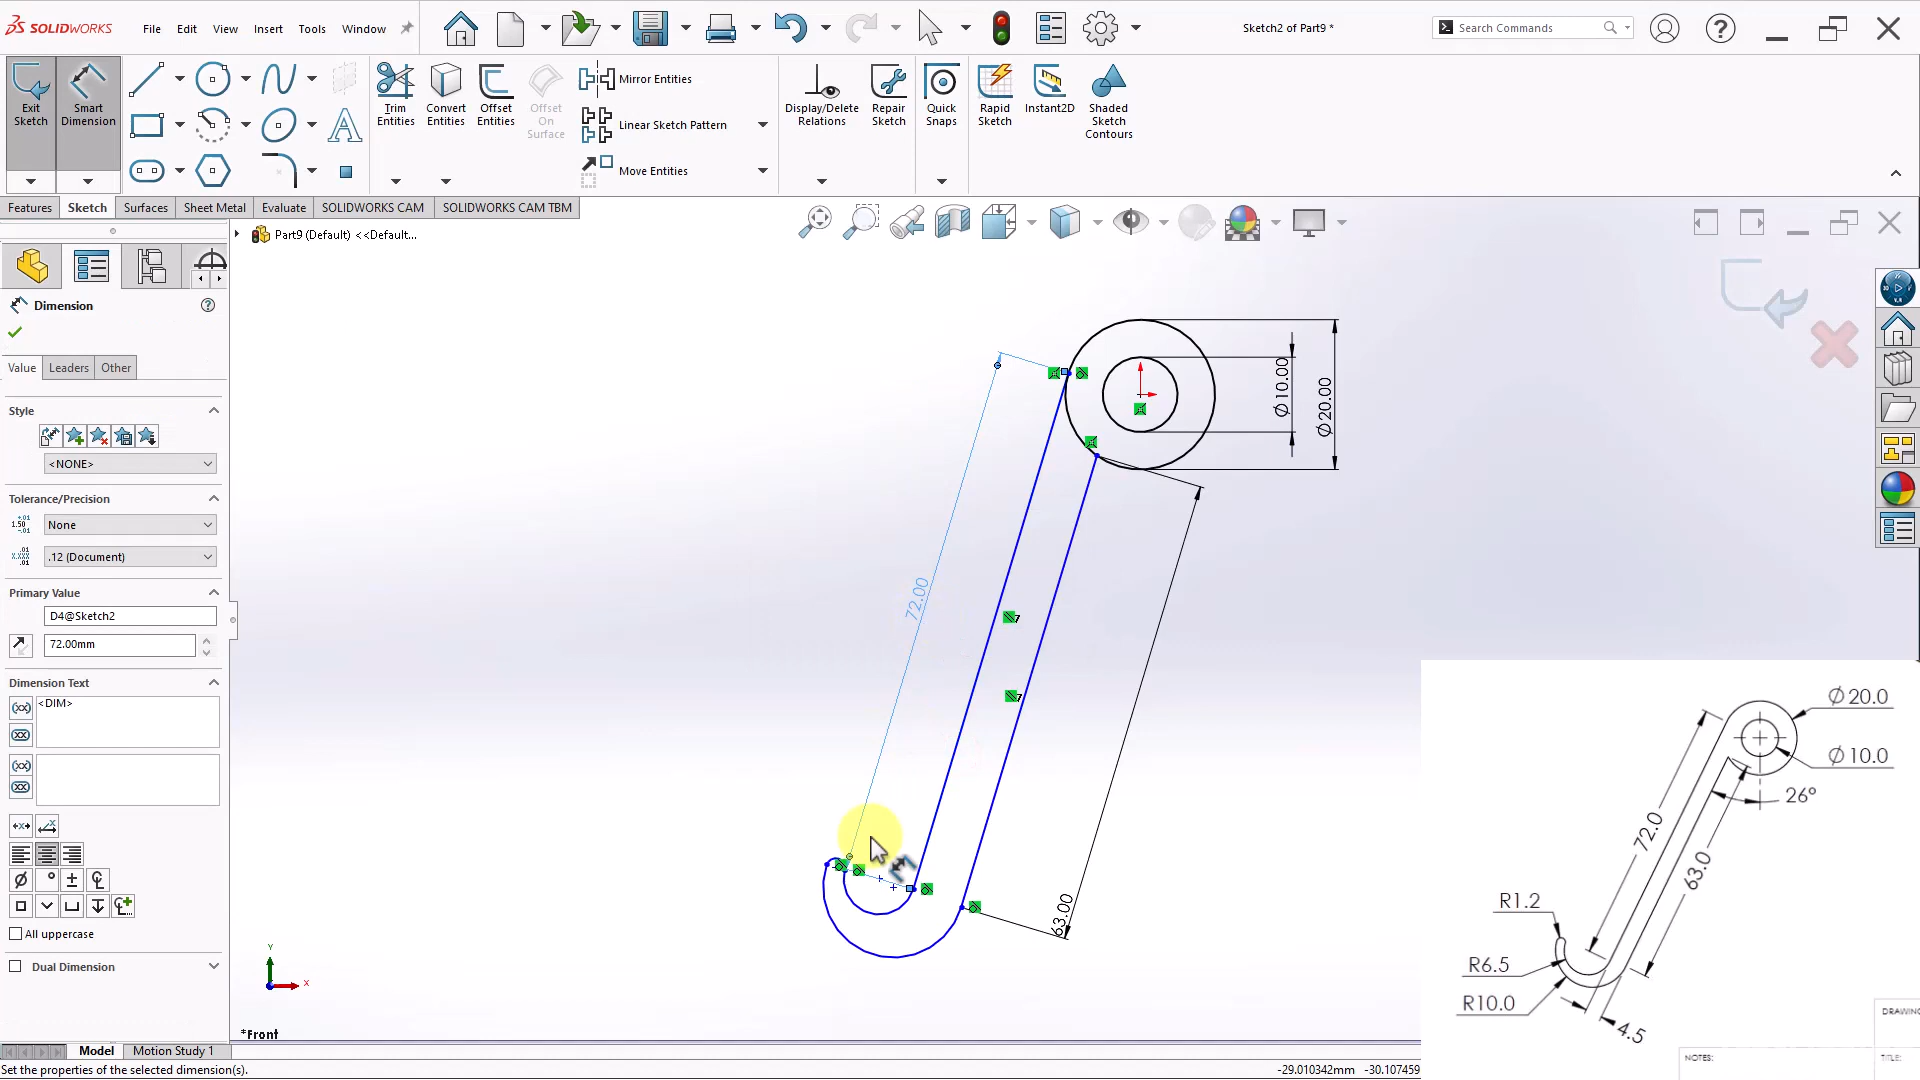 SOLIDWORKS
File
Edit
View
Insert
Tools
Window
Sketch2 of Part9 *
Search Commands
Exit Sketch
Smart Dimension
Trim Entities
Convert Entities
Offset Entities
Offset On Surface
Mirror Entities
Linear Sketch Pattern
Move Entities
Display/Delete Relations
Repair Sketch
Quick Snaps
Rapid Sketch
Instant2D
Shaded Sketch Contours
Features
Sketch
Surfaces
Sheet Metal
Evaluate
SOLIDWORKS CAM
SOLIDWORKS CAM TBM
Part9 (Default) <<Default...
Dimension
Value
Leaders
Other
Style
<NONE>
Tolerance/Precision
None
.12 (Document)
Primary Value
D4@Sketch2
72.00mm
Dimension Text
<DIM>
All uppercase
Dual Dimension
72.00
Ø10.00
Ø20.00
63.00
Y
X
*Front
Ø20.0
Ø10.0
26°
72.0
63.0
R1.2
R6.5
R10.0
4.5
DRAWING
NOTES:
TITLE:
Model
Motion Study 1
Set the properties of the selected dimension(s).
-29.010342mm
-30.107459